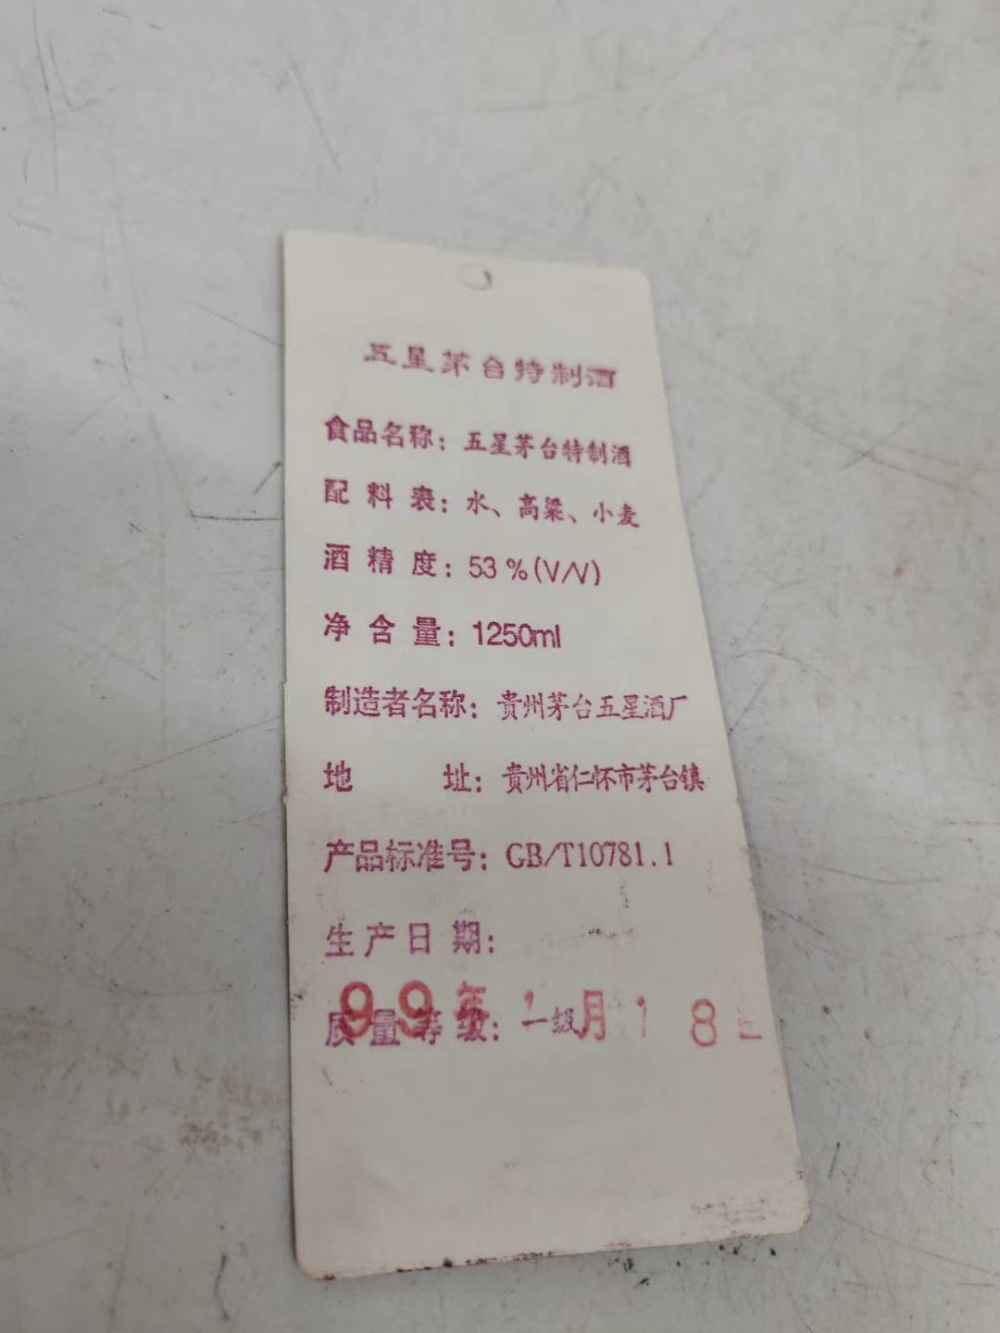 五星茅台特制酒
食品名称：五星茅台特制酒
配料表：水、高粱、小麦
酒精度：53%(V/V)
净含量：1250ml
制造者名称：贵州茅台五星酒厂
地址：贵州省仁怀市茅台镇
产品标准号：GB/T10781.1
生产日期：
99年1月18
质量等级：一级